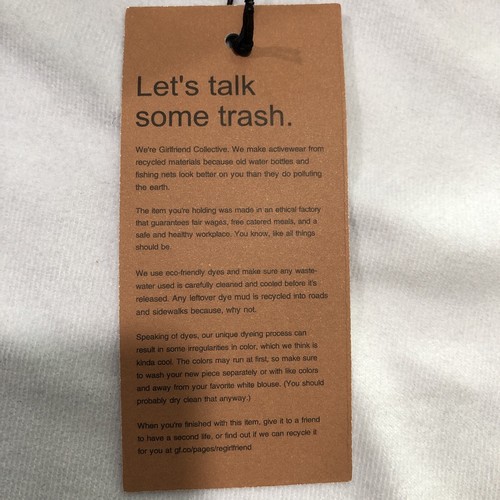 Let's talk
some trash.
We're Girlfriend Collective. We make activewear from
recycled materials because old water bottles and
fishing nets look better on you than they do polluting
the earth.
The item you're holding was made in an ethical factory
that guarantees fair wages, free catered meals, and a
safe and healthy workplace. You know, like all things
should be.
We use eco-friendly dyes and make sure any waste-
water used is carefully cleaned and cooled before it's
released. Any leftover dye mud is recycled into roads
and sidewalks because, why not.
Speaking of dyes, our unique dyeing process can
result in some irregularities in color, which we think is
kinda cool. The colors may run at first, so make sure
to wash your new piece separately or with like colors
and away from your favorite white blouse. (You should
probably dry clean that anyway.)
When you're finished with this item, give it to a friend
to have a second life, or find out if we can recycle it
for you at gf.co/pages/regirlfriend